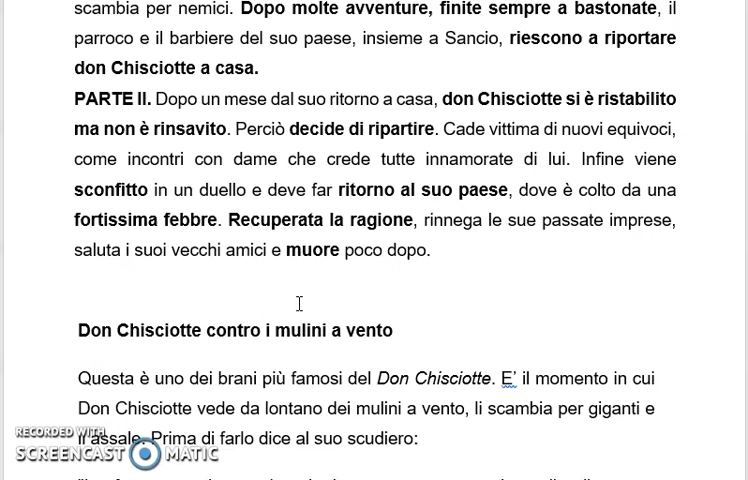 scambia per nemici. Dopo molte avventure, finite sempre a bastonate, il
parroco e il barbiere del suo paese, insieme a Sancio, riescono a riportare
don Chisciotte a casa.
PARTE II. Dopo un mese dal suo ritorno a casa, don Chisciotte si è ristabilito
ma non è rinsavito. Perciò decide di ripartire. Cade vittima di nuovi equivoci,
come incontri con dame che crede tutte innamorate di lui. Infine viene
sconfitto in un duello e deve far ritorno al suo paese, dove è colto da una
fortissima febbre. Recuperata la ragione, rinnega le sue passate imprese,
saluta i suoi vecchi amici e muore poco dopo.
Don Chisciotte contro i mulini a vento
Questa è uno dei brani più famosi del Don Chisciotte. E' il momento in cui
Don Chisciotte vede da lontano dei mulini a vento, li scambia per giganti e
li assale. Prima di farlo dice al suo scudiero:
RECORDED WITH
SCREENCAST MATIC